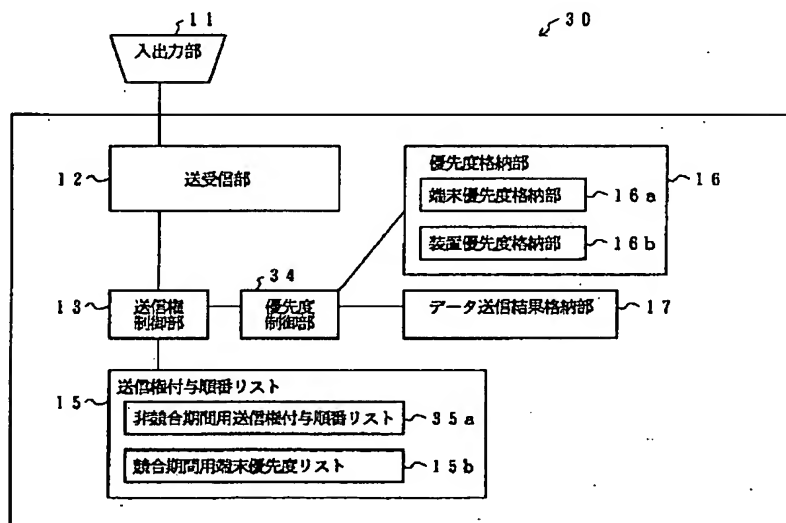 11
30
入出力部
12
送受信部
優先度格納部
16
端末優先度格納部
16a
装置優先度格納部
16b
34
13
送信権
制御部
優先度
制御部
データ送信結果格納部
17
15
送信権付与順番リスト
非競合期間用送信権付与順番リスト
35a
競合期間用端末優先度リスト
15b